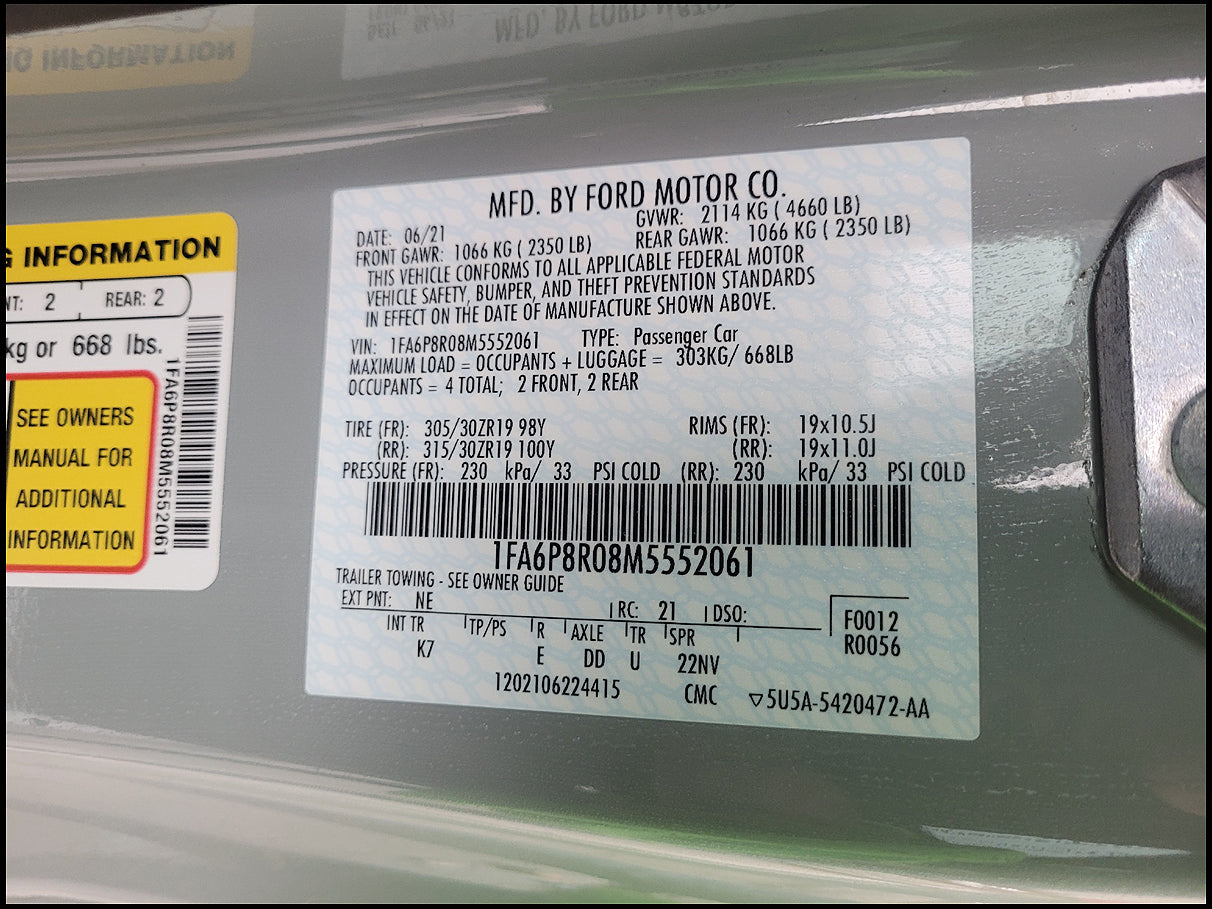 G INFORMATION
NT: 2 REAR: 2
kg or 668 lbs.
SEE OWNERS
MANUAL FOR
ADDITIONAL
INFORMATION
1FA6P8R08M5552061
MFD. BY FORD MOTOR CO.
DATE: 06/21 GVWR: 2114 KG ( 4660 LB)
FRONT GAWR: 1066 KG ( 2350 LB) REAR GAWR: 1066 KG ( 2350 LB)
THIS VEHICLE CONFORMS TO ALL APPLICABLE FEDERAL MOTOR
VEHICLE SAFETY, BUMPER, AND THEFT PREVENTION STANDARDS
IN EFFECT ON THE DATE OF MANUFACTURE SHOWN ABOVE.
VIN: 1FA6P8R08M5552061 TYPE: Passenger Car
MAXIMUM LOAD = OCCUPANTS + LUGGAGE = 303KG/ 668LB
OCCUPANTS = 4 TOTAL; 2 FRONT, 2 REAR
TIRE (FR): 305/30ZR19 98Y RIMS (FR): 19x10.5J
(RR): 315/30ZR19 100Y (RR): 19x11.0J
PRESSURE (FR): 230 kPa/ 33 PSI COLD (RR): 230 kPa/ 33 PSI COLD
1FA6P8R08M5552061
TRAILER TOWING - SEE OWNER GUIDE
EXT PNT: NE RC: 21 DSO: F0012
INT TR TP/PS R AXLE TR SPR R0056
K7 E DD U 22NV
1202106224415 CMC 5U5A-5420472-AA